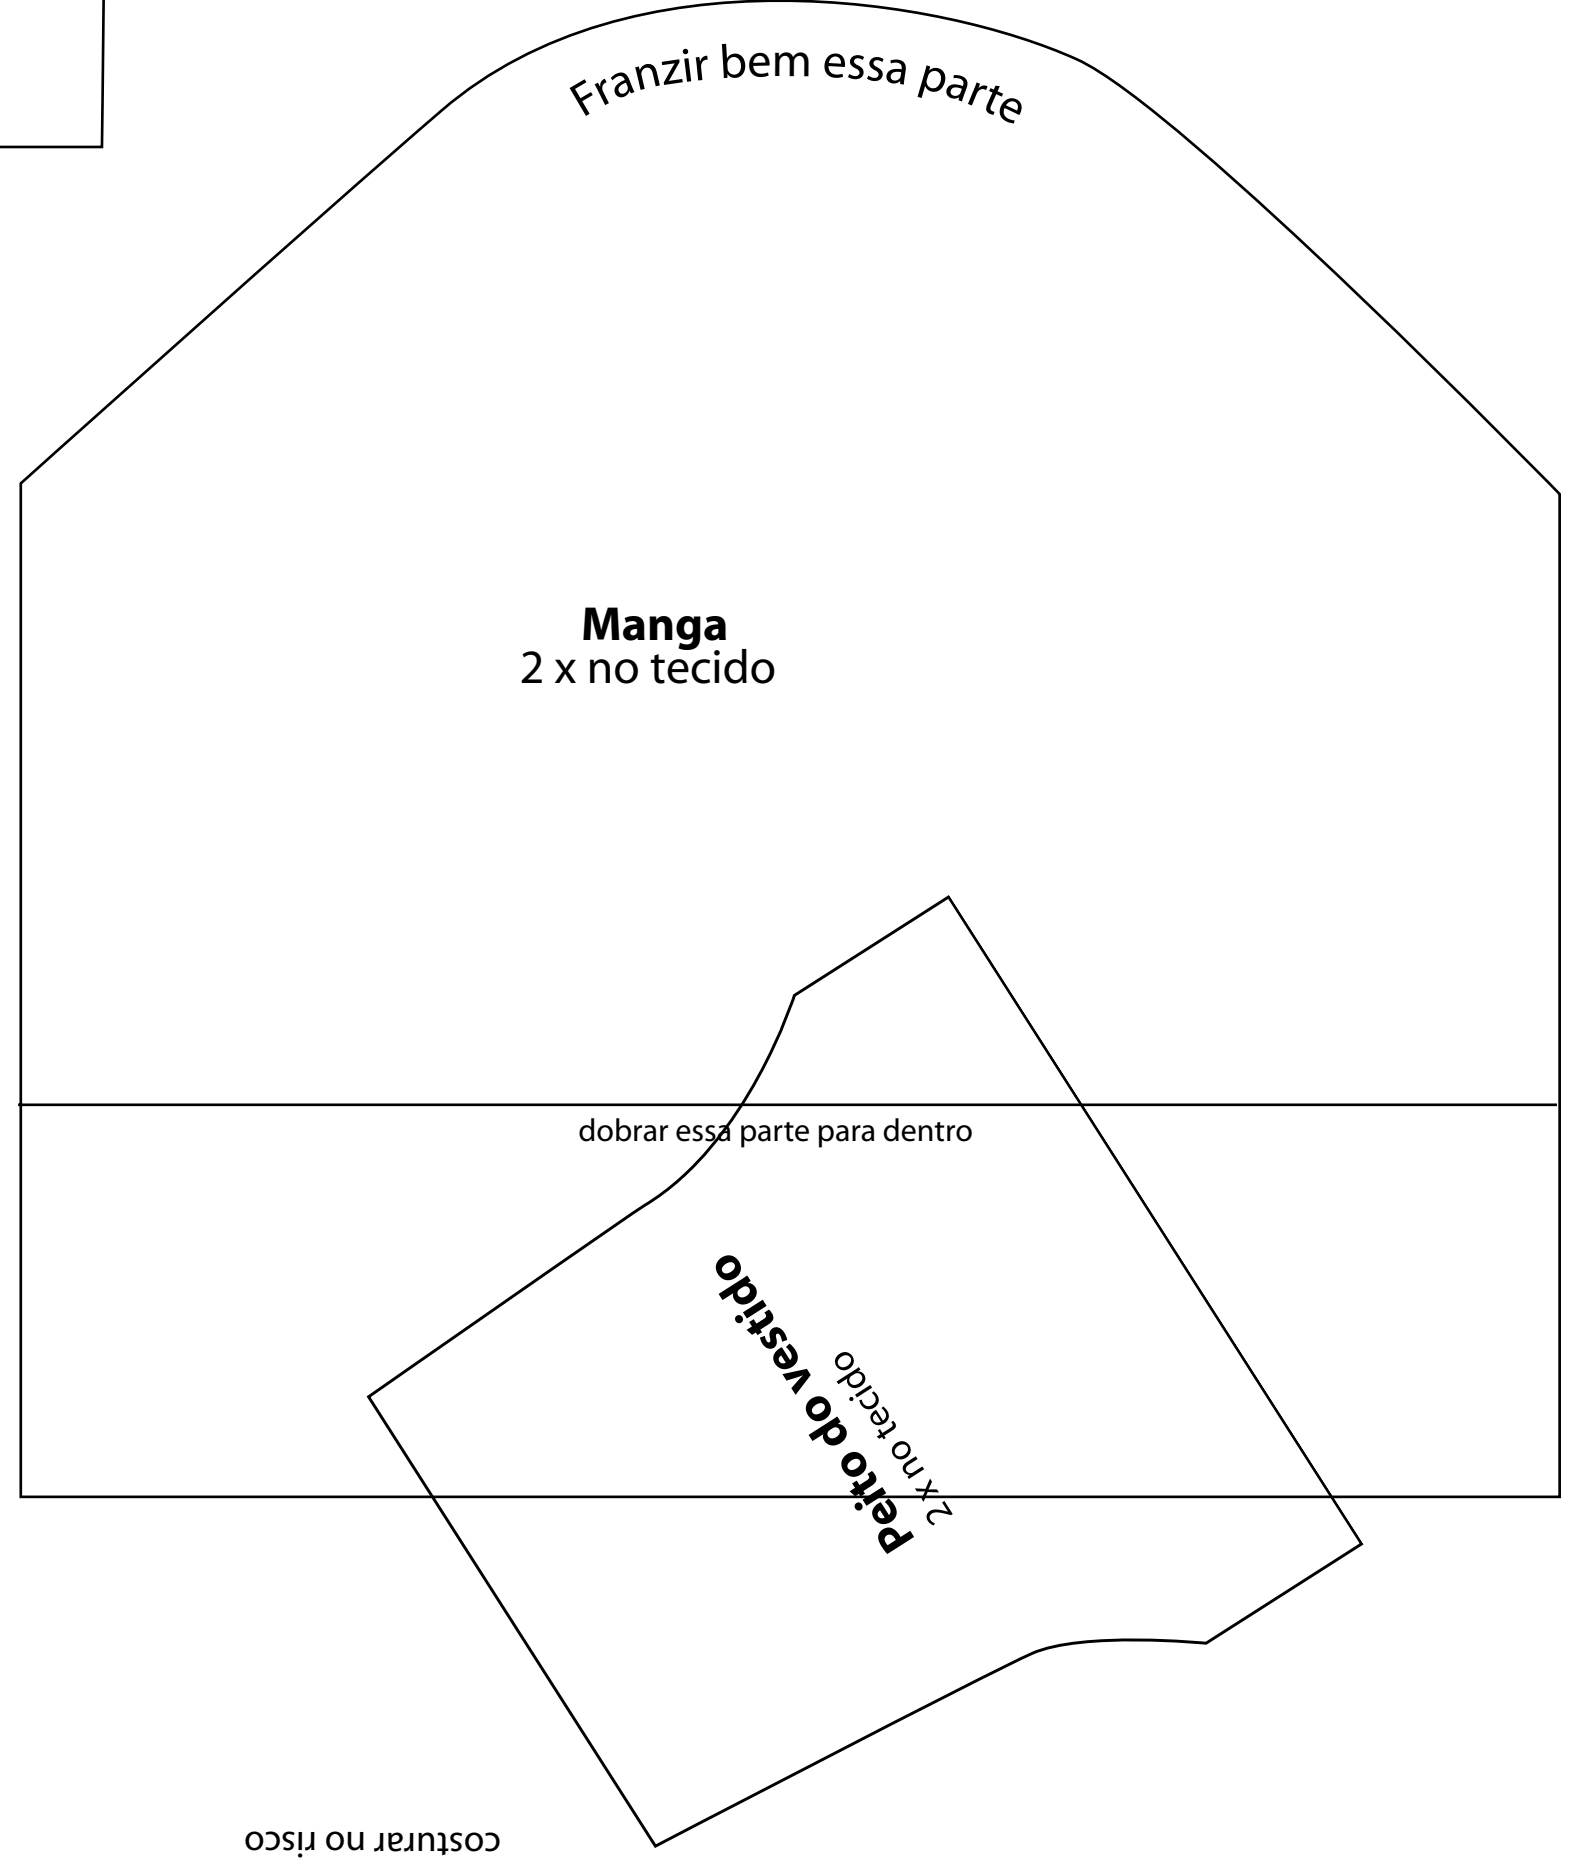 Franzir bem essa parte
Manga
2 x no tecido
dobrar essa parte para dentro
Peito do vestido
2 x no tecido
costurar no risco